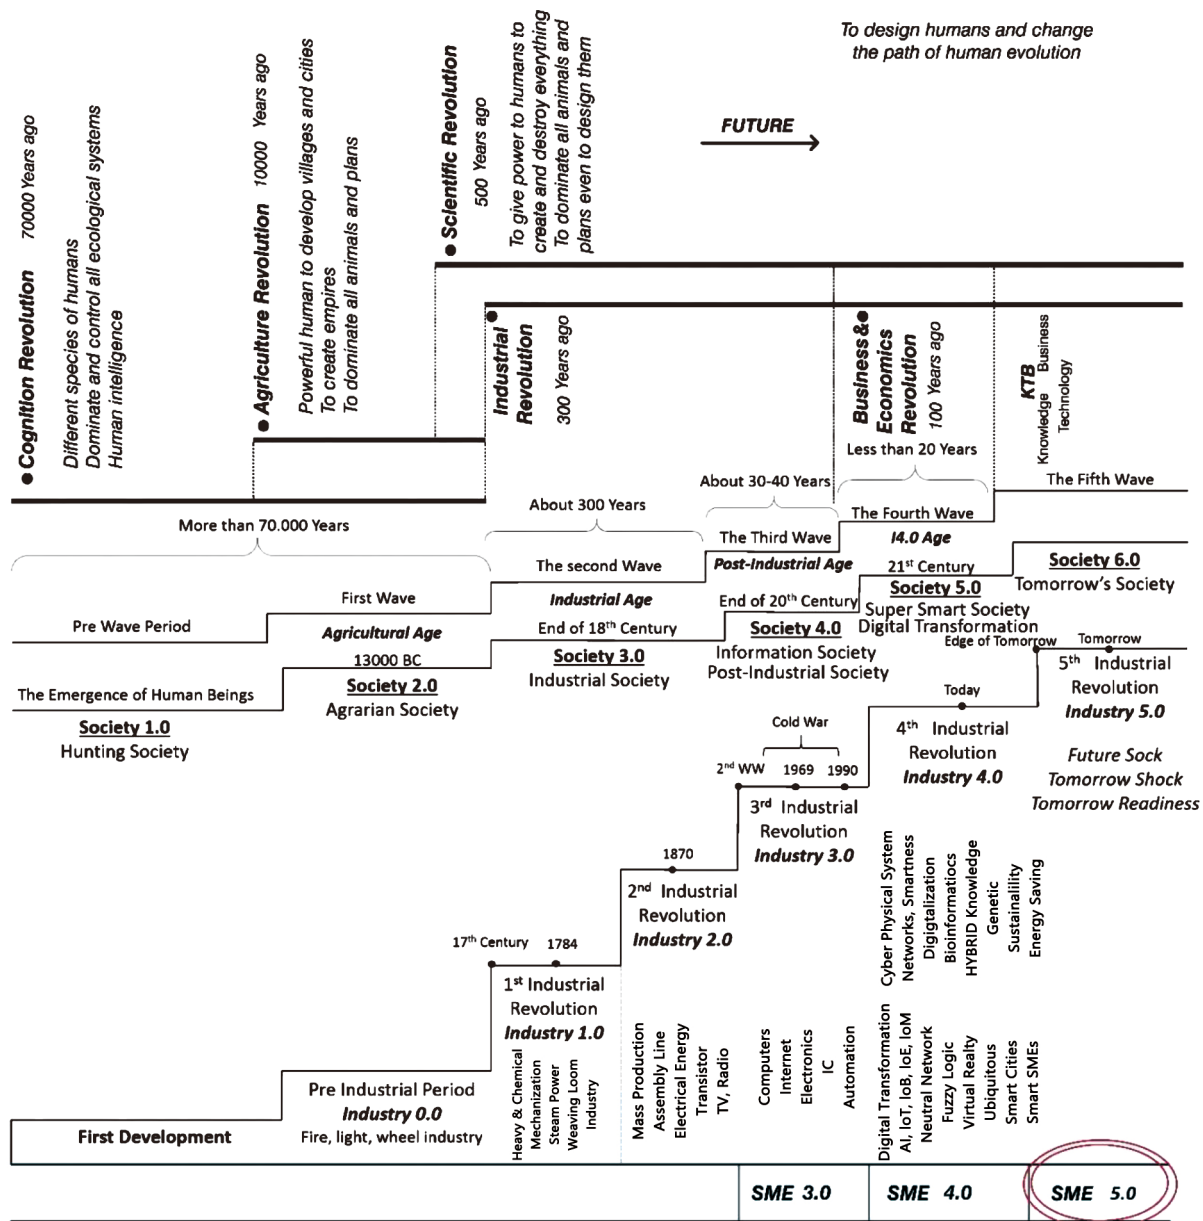 To design humans and change
the path of human evolution
FUTURE
Cognition Revolution 70000 Years ago
Different species of humans
Dominate and control all ecological systems
Human intelligence
Agriculture Revolution 10000 Years ago
Powerful human to develop villages and cities
To create empires
To dominate all animals and plans
Scientific Revolution
500 Years ago
To give power to humans to
create and destroy everything
To dominate all animals and
plans even to design them
Industrial
Revolution
300 Years ago
Business &
Economics
Revolution
100 Years ago
KTB
Knowledge Business
Technology
More than 70.000 Years
About 300 Years
About 30-40 Years
Less than 20 Years
Pre Wave Period
First Wave
Agricultural Age
The second Wave
Industrial Age
The Third Wave
Post-Industrial Age
The Fourth Wave
I4.0 Age
The Fifth Wave
The Emergence of Human Beings
Society 1.0
Hunting Society
13000 BC
Society 2.0
Agrarian Society
End of 18th Century
Society 3.0
Industrial Society
End of 20th Century
Society 4.0
Information Society
Post-Industrial Society
21st Century
Society 5.0
Super Smart Society
Digital Transformation
Society 6.0
Tomorrow's Society
First Development
Pre Industrial Period
Industry 0.0
Fire, light, wheel industry
17th Century
1784
1st Industrial
Revolution
Industry 1.0
Heavy & Chemical
Mechanization
Steam Power
Weaving Loom
Industry
1870
2nd Industrial
Revolution
Industry 2.0
Mass Production
Assembly Line
Electrical Energy
Transistor
TV, Radio
Cold War
2nd WW
1969
1990
3rd Industrial
Revolution
Industry 3.0
Computers
Internet
Electronics
IC
Automation
Today
4th Industrial
Revolution
Industry 4.0
Cyber Physical System
Networks, Smartness
Digigtalization
Bioinformatiocs
HYBRID Knowledge
Genetic
Sustainalility
Energy Saving
Digital Transformation
AI, IoT, IoB, IoE, IoM
Neutral Network
Fuzzy Logic
Virtual Realty
Ubiquitous
Smart Cities
Smart SMEs
Edge of Tomorrow
Tomorrow
5th Industrial
Revolution
Industry 5.0
Future Sock
Tomorrow Shock
Tomorrow Readiness
SME 3.0
SME 4.0
SME 5.0